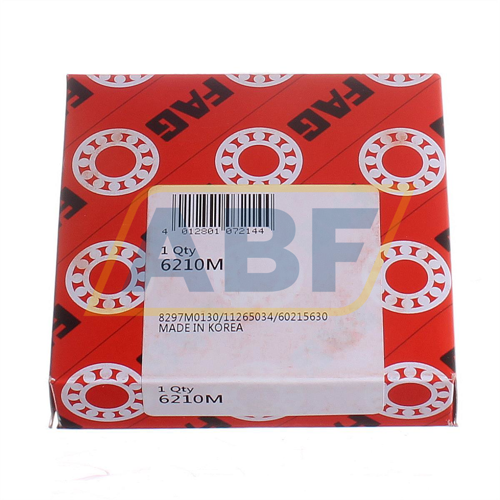 FAG
FAG
FAG
FAG
ABF
4 012801 072144
1 Qty
6210M
8297M0130/11265034/60215630
MADE IN KOREA
1 Qty
6210M